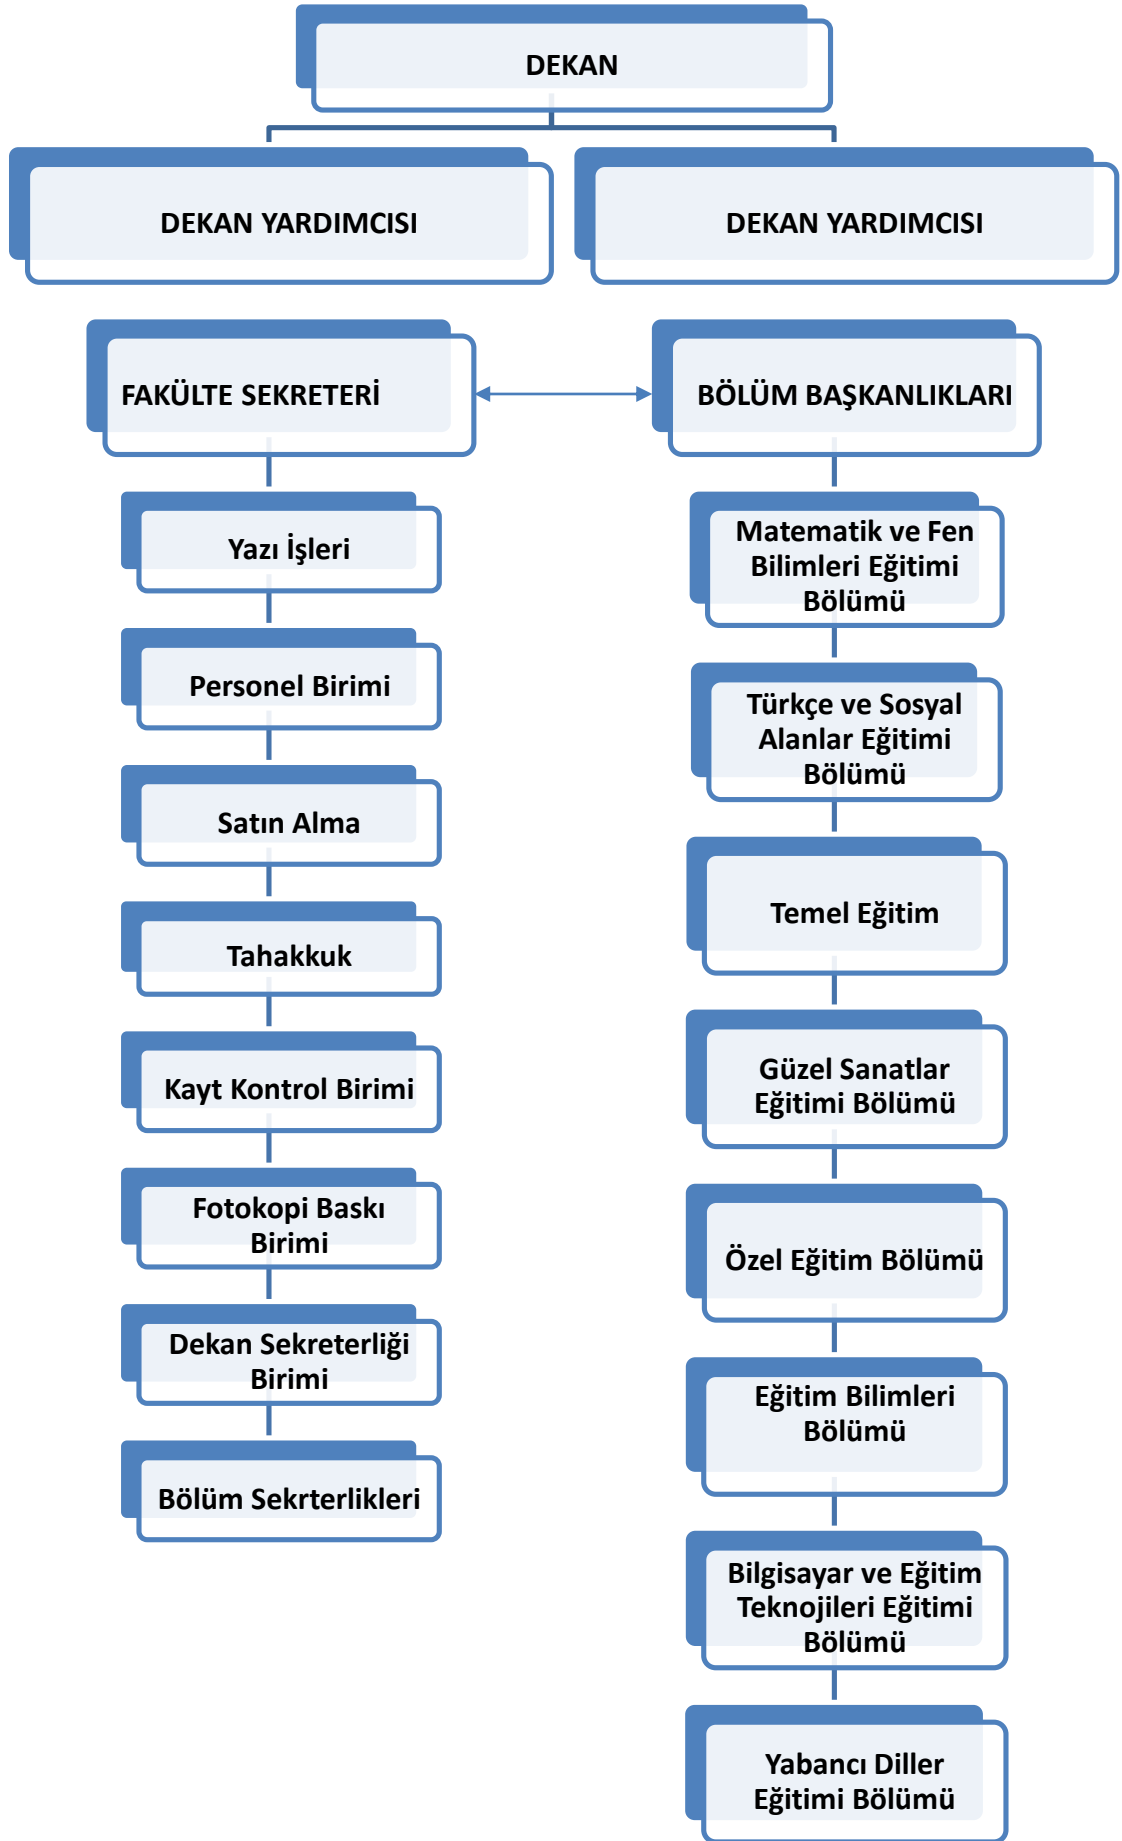 DEKAN
DEKAN YARDIMCISI
DEKAN YARDIMCISI
FAKÜLTE SEKRETERİ
BÖLÜM BAŞKANLIKLARI
Yazı İşleri
Personel Birimi
Satın Alma
Tahakkuk
Kayt Kontrol Birimi
Fotokopi Baskı
Birimi
Dekan Sekreterliği
Birimi
Bölüm Sekrterlikleri
Matematik ve Fen
Bilimleri Eğitimi
Bölümü
Türkçe ve Sosyal
Alanlar Eğitimi
Bölümü
Temel Eğitim
Güzel Sanatlar
Eğitimi Bölümü
Özel Eğitim Bölümü
Eğitim Bilimleri
Bölümü
Bilgisayar ve Eğitim
Teknojileri Eğitimi
Bölümü
Yabancı Diller
Eğitimi Bölümü